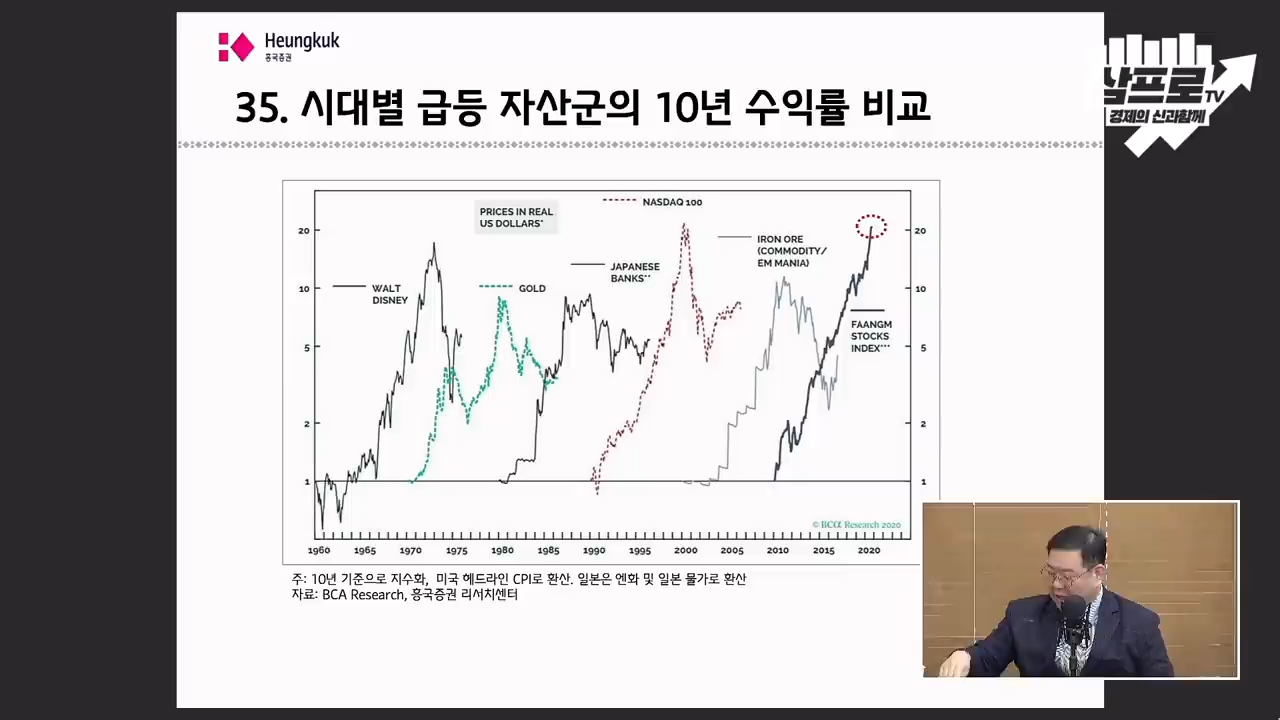 Heungkuk
흥국증권
삼프로TV
경제의 신과함께
35. 시대별 급등 자산군의 10년 수익률 비교
PRICES IN REAL
US DOLLARS*
NASDAQ 100
WALT
DISNEY
GOLD
JAPANESE
BANKS**
IRON ORE
(COMMODITY/
EM MANIA)
FAANGM
STOCKS
INDEX***
20
10
5
2
1
20
10
5
2
1
© BCα Research 2020
1960 1965 1970 1975 1980 1985 1990 1995 2000 2005 2010 2015 2020
주: 10년 기준으로 지수화, 미국 헤드라인 CPI로 환산. 일본은 엔화 및 일본 물가로 환산
자료: BCA Research, 흥국증권 리서치센터